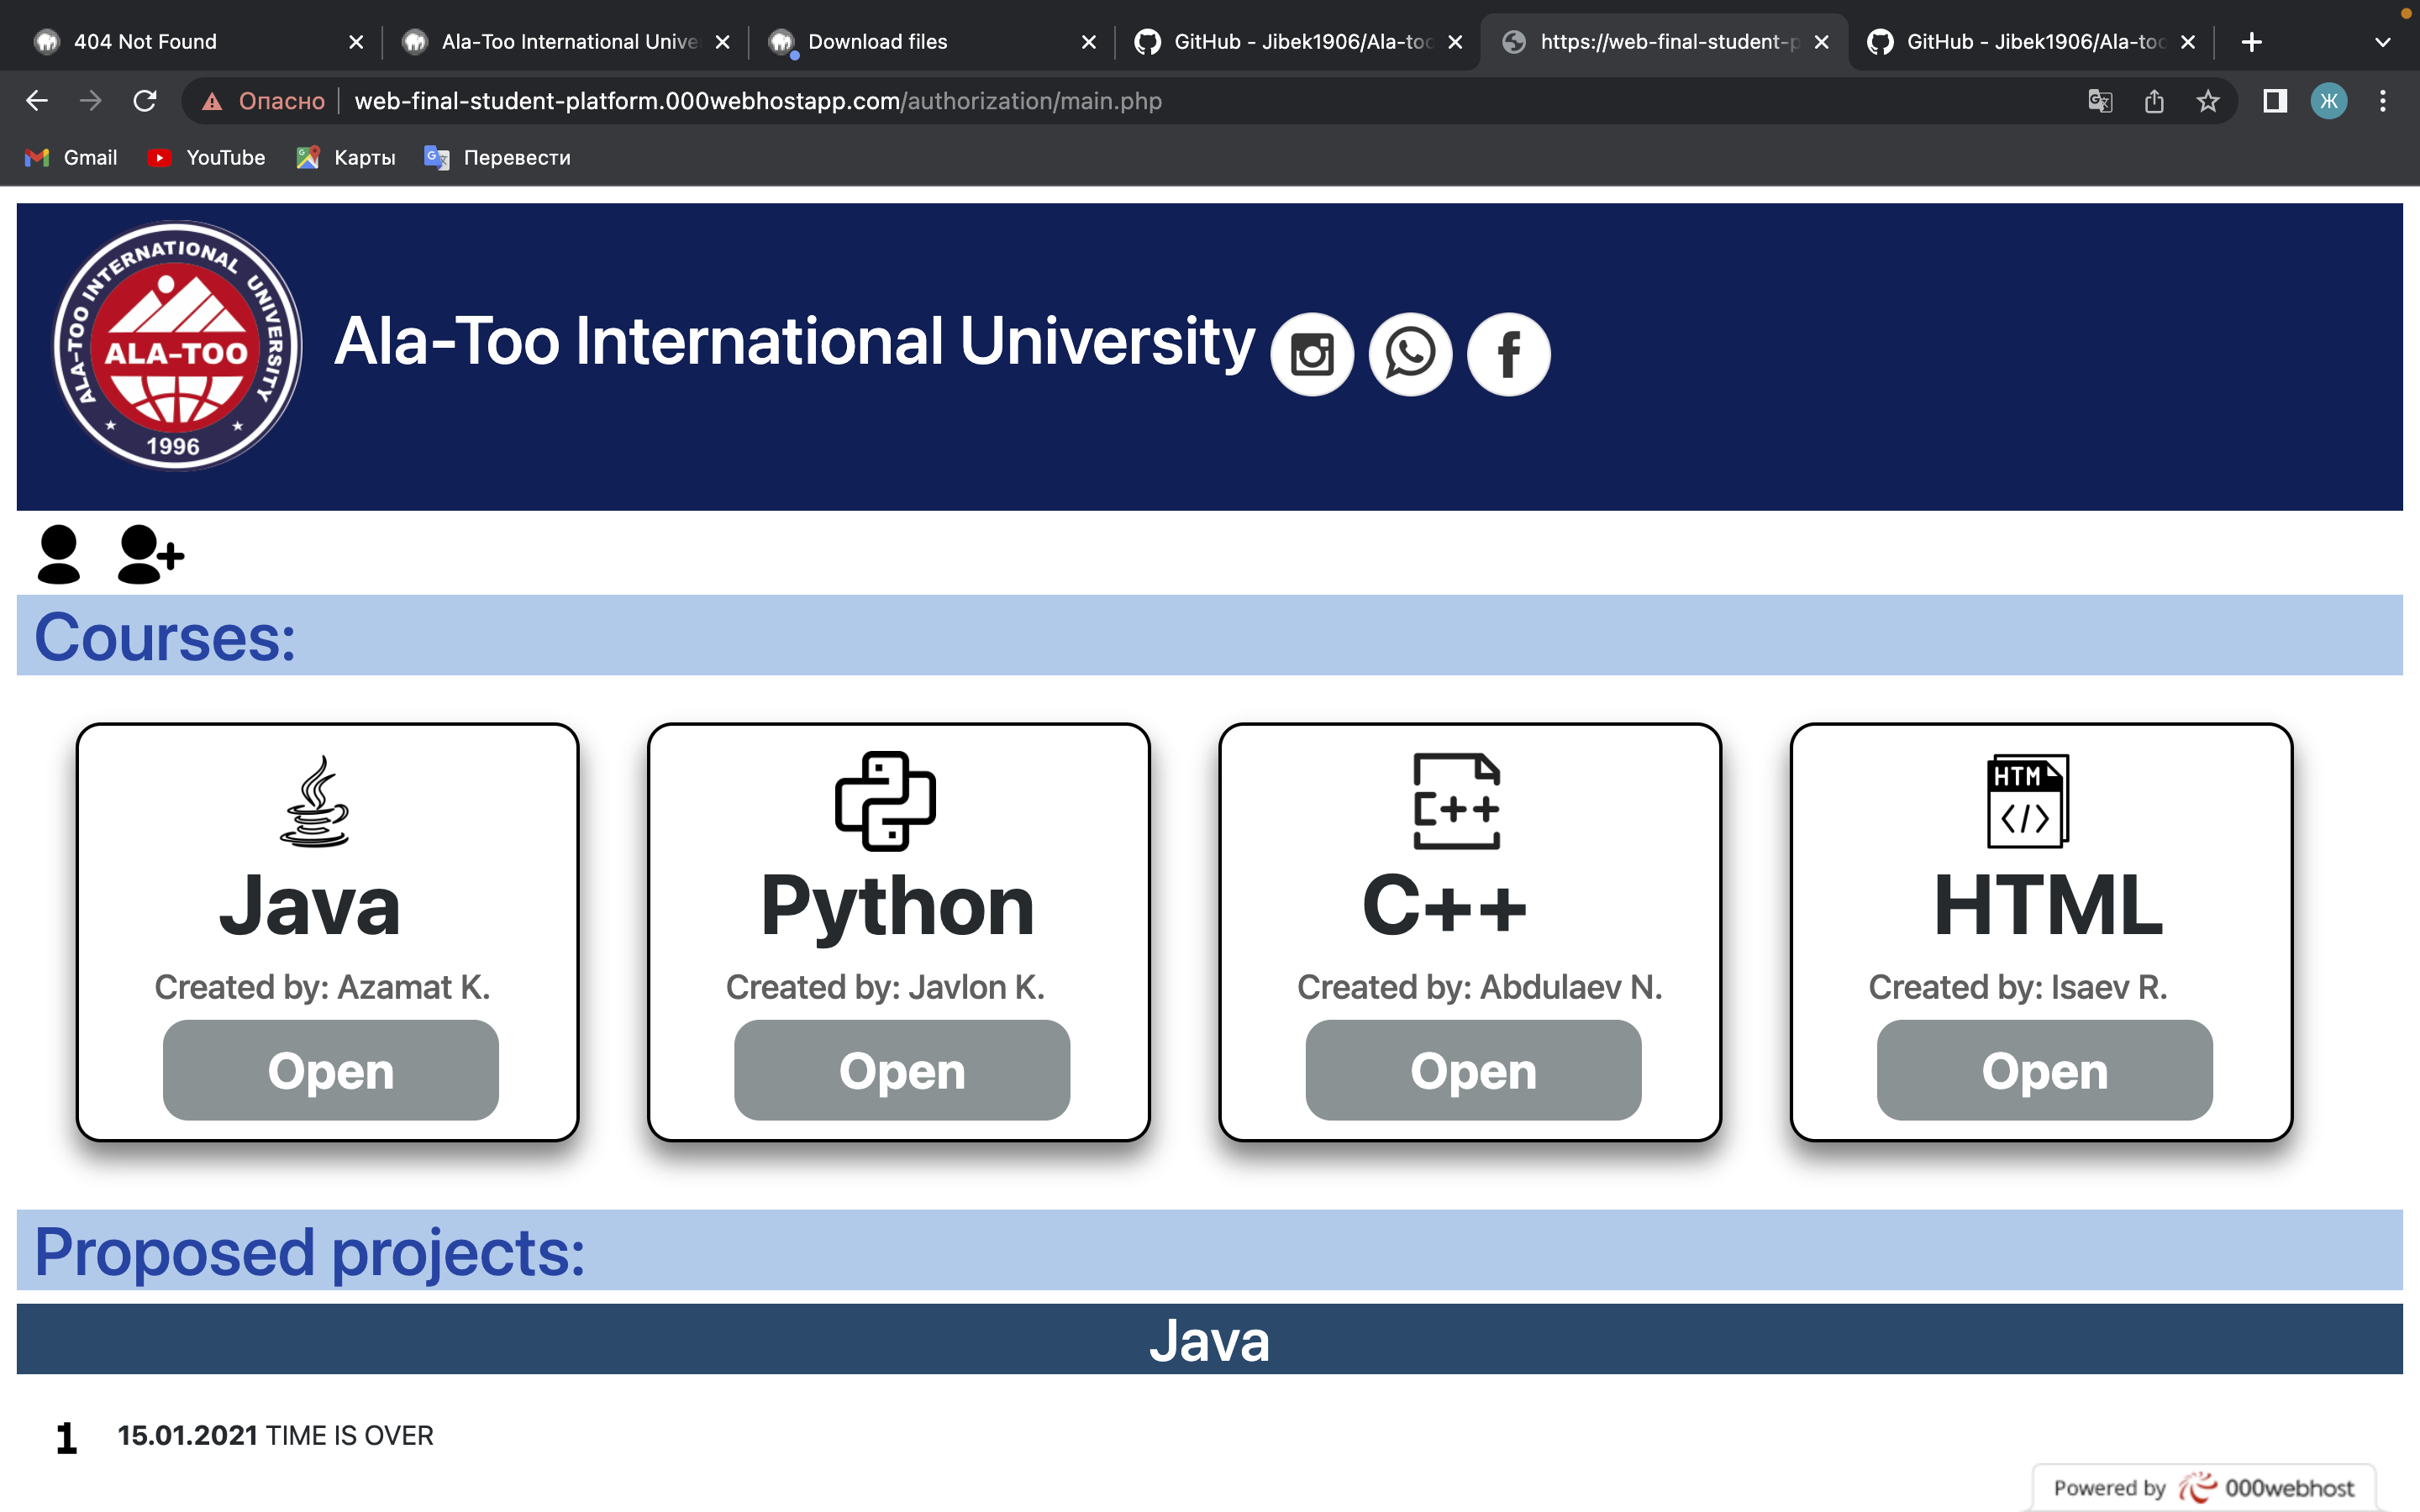 404 Not Found
Ala-Too International Unive
Download files
GitHub - Jibek1906/Ala-too
https://web-final-student-p
GitHub - Jibek1906/Ala-too
Опасно
web-final-student-platform.000webhostapp.com/authorization/main.php
Ж
Gmail
YouTube
Карты
Перевести
ALA-TOO INTERNATIONAL UNIVERSITY
ALA-TOO
1996
Ala-Too International University
Courses:
Java
Created by: Azamat K.
Open
Python
Created by: Javlon K.
Open
C++
C++
Created by: Abdulaev N.
Open
HTM
</>
HTML
Created by: Isaev R.
Open
Proposed projects:
Java
1
15.01.2021 TIME IS OVER
Powered by 000webhost